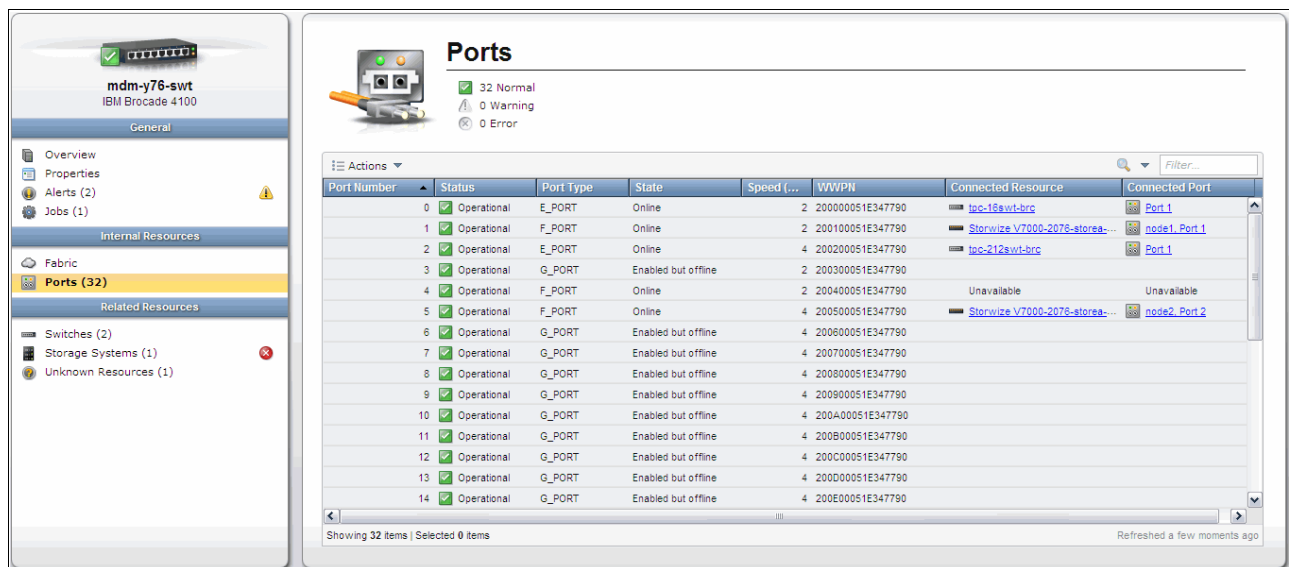 mdm-y76-swt
IBM Brocade 4100
General
Overview
Properties
Alerts (2)
Jobs (1)
Internal Resources
Fabric
Ports (32)
Related Resources
Switches (2)
Storage Systems (1)
Unknown Resources (1)
Ports
32 Normal
0 Warning
0 Error
Actions Filter...
Port Number Status Port Type State Speed (... WWPN Connected Resource Connected Port
0 Operational E_PORT Online 2 200000051E347790 tpc-16swt-brc Port 1
1 Operational F_PORT Online 2 200100051E347790 Storwize V7000-2076-storea-... node1, Port 1
2 Operational E_PORT Online 4 200200051E347790 tpc-212swt-brc Port 1
3 Operational G_PORT Enabled but offline 2 200300051E347790
4 Operational F_PORT Online 2 200400051E347790 Unavailable Unavailable
5 Operational F_PORT Online 4 200500051E347790 Storwize V7000-2076-storea-... node2, Port 2
6 Operational G_PORT Enabled but offline 4 200600051E347790
7 Operational G_PORT Enabled but offline 4 200700051E347790
8 Operational G_PORT Enabled but offline 4 200800051E347790
9 Operational G_PORT Enabled but offline 4 200900051E347790
10 Operational G_PORT Enabled but offline 4 200A00051E347790
11 Operational G_PORT Enabled but offline 4 200B00051E347790
12 Operational G_PORT Enabled but offline 4 200C00051E347790
13 Operational G_PORT Enabled but offline 4 200D00051E347790
14 Operational G_PORT Enabled but offline 4 200E00051E347790
Showing 32 items | Selected 0 items Refreshed a few moments ago